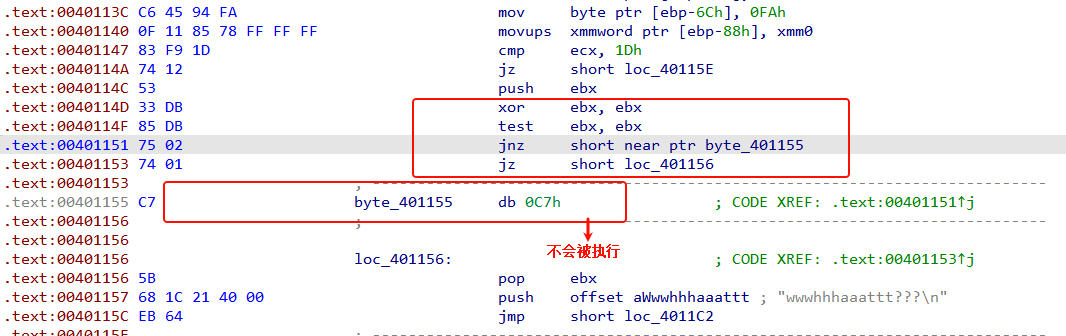 .text:0040113C C6 45 94 FA mov byte ptr [ebp-6Ch], 0FAh
.text:00401140 0F 11 85 78 FF FF FF movups xmmword ptr [ebp-88h], xmm0
.text:00401147 83 F9 1D cmp ecx, 1Dh
.text:0040114A 74 12 jz short loc_40115E
.text:0040114C 53 push ebx
.text:0040114D 33 DB xor ebx, ebx
.text:0040114F 85 DB test ebx, ebx
.text:00401151 75 02 jnz short near ptr byte_401155
.text:00401153 74 01 jz short loc_401156
.text:00401153 ; ---------------------------------------------------------------------------
.text:00401155 C7 byte_401155 db 0C7h ; CODE XREF: .text:00401151↑j
.text:00401156 ; ---------------------------------------------------------------------------
.text:00401156
不会被执行
.text:00401156 loc_401156: ; CODE XREF: .text:00401153↑j
.text:00401156 5B pop ebx
.text:00401157 68 1C 21 40 00 push offset aWwwhhhaaattt ; "wwwhhhaaattt???\n"
.text:0040115C EB 64 jmp short loc_4011C2